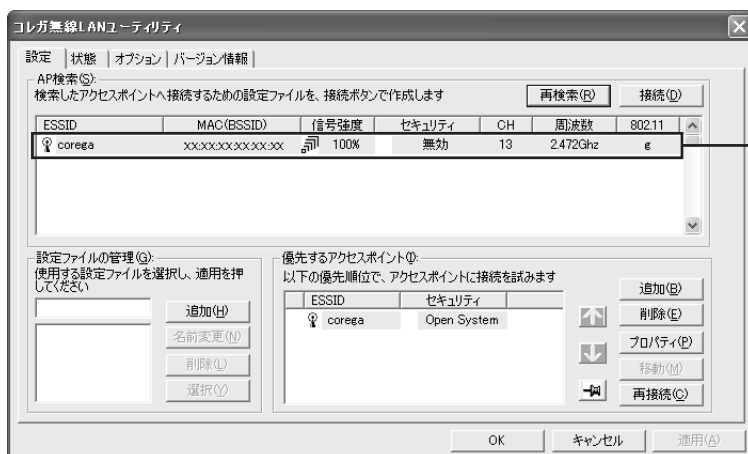 コレガ無線LANユーティリティ
設定 状態 オプション バージョン情報
AP検索(S):
検索したアクセスポイントへ接続するための設定ファイルを、接続ボタンで作成します
再検索(R) 接続(D)
ESSID MAC(BSSID) 信号強度 セキュリティ CH 周波数 802.11
corega xx:xx:xx:xx:xx:xx 100% 無効 13 2.472Ghz g
設定ファイルの管理(G):
使用する設定ファイルを選択し、適用を押
してください
追加(H)
名前変更(N)
削除(L)
選択(Y)
優先するアクセスポイント(I):
以下の優先順位で、アクセスポイントに接続を試みます
ESSID セキュリティ
corega Open System
追加(B)
削除(E)
プロパティ(P)
移動(M)
再接続(C)
OK キャンセル 適用(A)